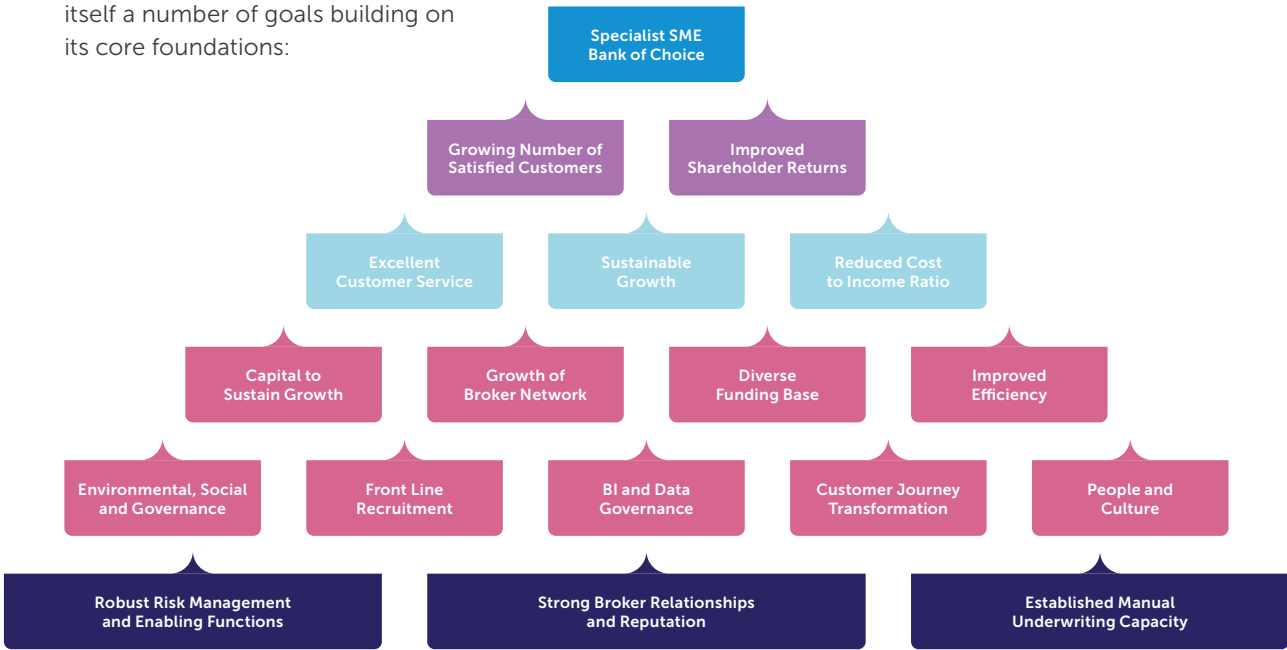 itself a number of goals building on
its core foundations:
Specialist SME
Bank of Choice
Growing Number of
Satisfied Customers
Improved
Shareholder Returns
Excellent
Customer Service
Sustainable
Growth
Reduced Cost
to Income Ratio
Capital to
Sustain Growth
Growth of
Broker Network
Diverse
Funding Base
Improved
Efficiency
Environmental, Social
and Governance
Front Line
Recruitment
BI and Data
Governance
Customer Journey
Transformation
People and
Culture
Robust Risk Management
and Enabling Functions
Strong Broker Relationships
and Reputation
Established Manual
Underwriting Capacity